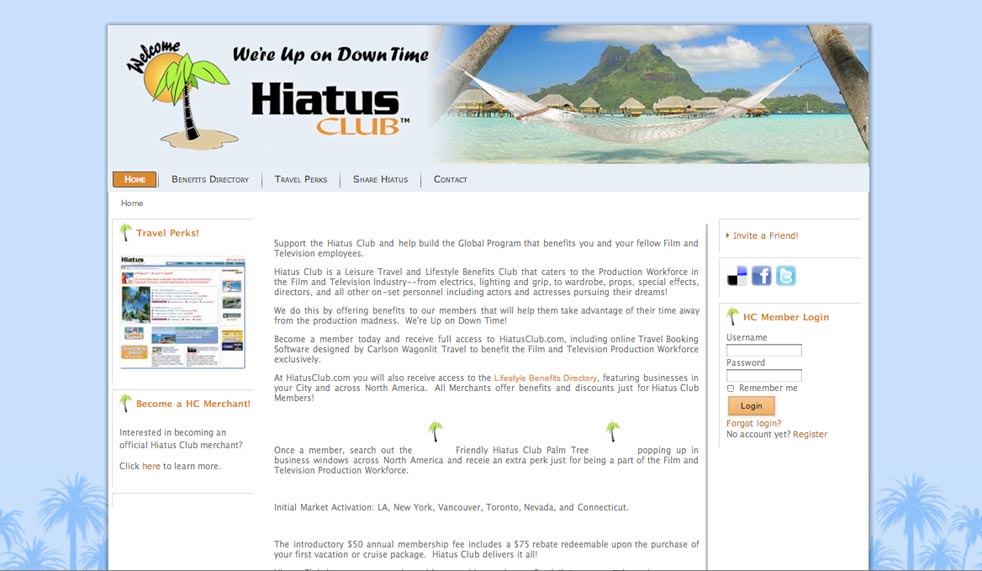 Welcome
We're Up on Down Time
Hiatus
CLUB™
Home
Benefits Directory
Travel Perks
Share Hiatus
Contact
Home
Travel Perks!
Hiatus
Become a HC Merchant!
Interested in becoming an
official Hiatus Club merchant?
Click here to learn more.
Support the Hiatus Club and help build the Global Program that benefits you and your fellow Film and
Television employees.
Hiatus Club is a Leisure Travel and Lifestyle Benefits Club that caters to the Production Workforce in
the Film and Television Industry--from electrics, lighting and grip, to wardrobe, props, special effects,
directors, and all other on-set personnel including actors and actresses pursuing their dreams!
We do this by offering benefits to our members that will help them take advantage of their time away
from the production madness. We're Up on Down Time!
Become a member today and receive full access to HiatusClub.com, including online Travel Booking
Software designed by Carlson Wagonlit Travel to benefit the Film and Television Production Workforce
exclusively.
At HiatusClub.com you will also receive access to the Lifestyle Benefits Directory, featuring businesses in
your City and across North America. All Merchants offer benefits and discounts just for Hiatus Club
Members!
Once a member, search out the Friendly Hiatus Club Palm Tree popping up in
business windows across North America and receie an extra perk just for being a part of the Film and
Television Production Workforce.
Initial Market Activation: LA, New York, Vancouver, Toronto, Nevada, and Connecticut.
The introductory $50 annual membership fee includes a $75 rebate redeemable upon the purchase of
your first vacation or cruise package. Hiatus Club delivers it all!
Invite a Friend!
HC Member Login
Username
Password
Remember me
Login
Forgot login?
No account yet? Register